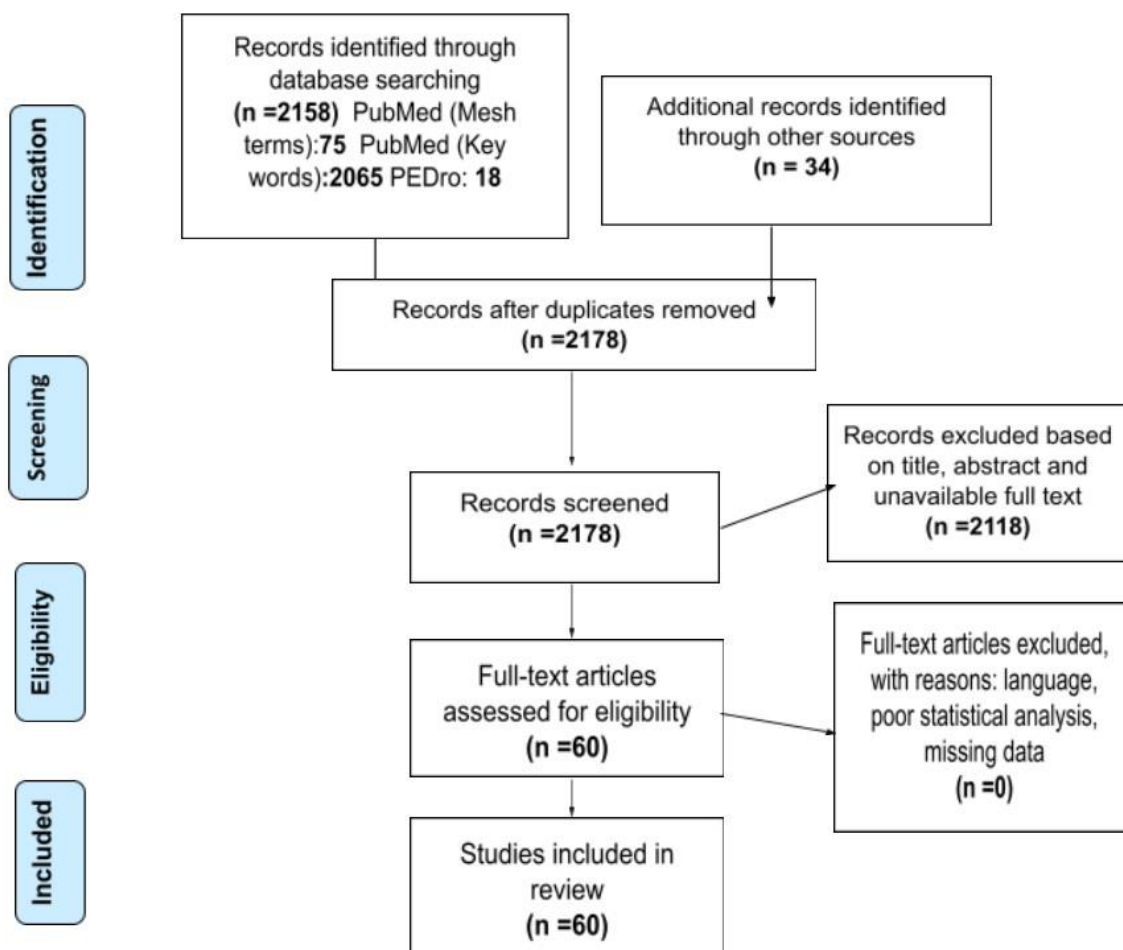 Identification
Records identified through
database searching
(n =2158) PubMed (Mesh
terms):75 PubMed (Key
words):2065 PEDro: 18
Additional records identified
through other sources
(n = 34)
Records after duplicates removed
(n =2178)
Screening
Records screened
(n =2178)
Records excluded based
on title, abstract and
unavailable full text
(n =2118)
Eligibility
Full-text articles
assessed for eligibility
(n =60)
Full-text articles excluded,
with reasons: language,
poor statistical analysis,
missing data
(n =0)
Included
Studies included in
review
(n =60)